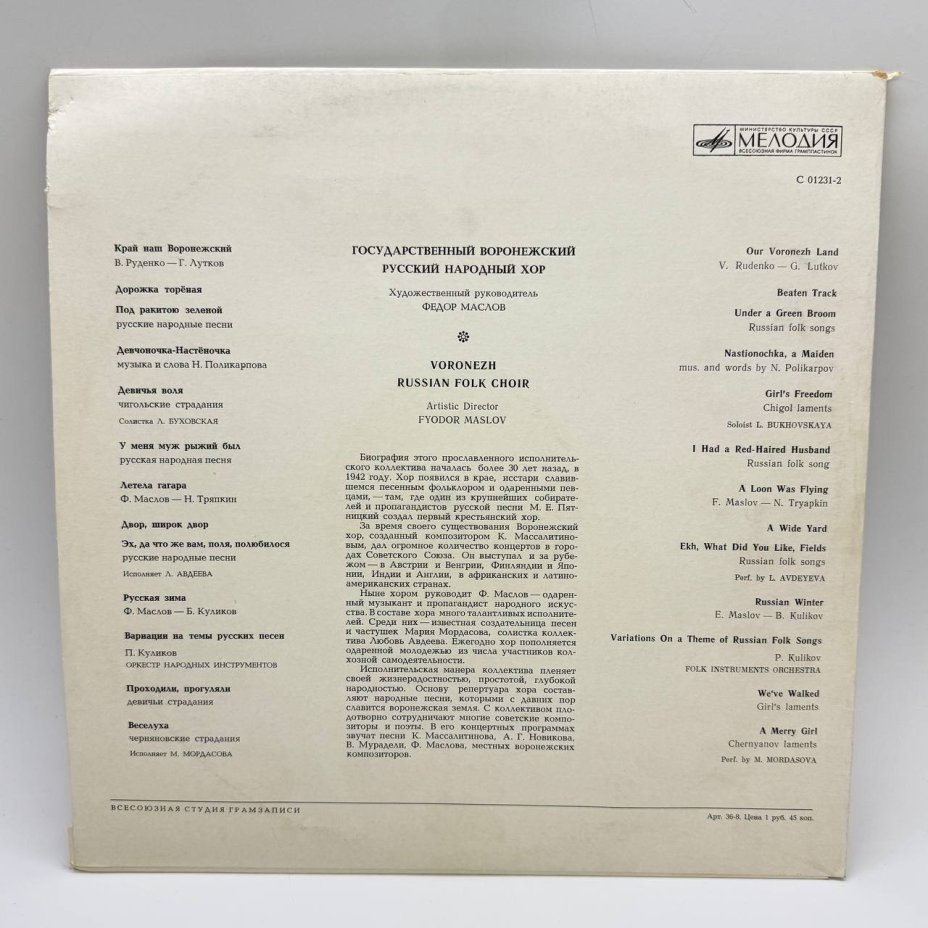 МИНИСТЕРСТВО КУЛЬТУРЫ СССР
МЕЛОДИЯ
ВСЕСОЮЗНАЯ ФИРМА ГРАМПЛАСТИНОК
С 01231-2
Край наш Воронежский
В. Руденко — Г. Лутков
Дорожка торёная
Под ракитою зеленой
русские народные песни
Девчоночка-Настёночка
музыка и слова Н. Поликарпова
Девичья воля
чигольские страдания
Солистка Л. БУХОВСКАЯ
У меня муж рыжий был
русская народная песня
Летела гагара
Ф. Маслов — Н. Тряпкин
Двор, широк двор
Эх, да что же вам, поля, полюбилося
русские народные песни
Исполняет Л. АВДЕЕВА
Русская зима
Ф. Маслов — Б. Куликов
Вариации на темы русских песен
П. Куликов
ОРКЕСТР НАРОДНЫХ ИНСТРУМЕНТОВ
Проходили, прогуляли
девичьи страдания
Веселуха
черняновские страдания
Исполняет М. МОРДАСОВА
ГОСУДАРСТВЕННЫЙ ВОРОНЕЖСКИЙ
РУССКИЙ НАРОДНЫЙ ХОР
Художественный руководитель
ФЕДОР МАСЛОВ
VORONEZH
RUSSIAN FOLK CHOIR
Artistic Director
FYODOR MASLOV
Биография этого прославленного исполнитель-
ского коллектива началась более 30 лет назад, в
1942 году. Хор появился в крае, исстари славив-
шемся песенным фольклором и одаренными пев-
цами, — там, где один из крупнейших собирате-
лей и пропагандистов русской песни М. Е. Пят-
ницкий создал первый крестьянский хор.
За время своего существования Воронежский
хор, созданный композитором К. Массалитино-
вым, дал огромное количество концертов в горо-
дах Советского Союза. Он выступал и за рубе-
жом — в Австрии и Венгрии, Финляндии и Япо-
нии, Индии и Англии, в африканских и латино-
американских странах.
Ныне хором руководит Ф. Маслов — одарен-
ный музыкант и пропагандист народного искус-
ства. В составе хора много талантливых исполните-
лей. Среди них — известная создательница песен
и частушек Мария Мордасова, солистка коллек-
тива Любовь Авдеева. Ежегодно хор пополняется
одаренной молодежью из числа участников кол-
хозной самодеятельности.
Исполнительская манера коллектива пленяет
своей жизнерадостностью, простотой, глубокой
народностью. Основу репертуара хора состав-
ляют народные песни, которыми с давних пор
славится воронежская земля. С коллективом пло-
дотворно сотрудничают многие советские компо-
зиторы и поэты. В его концертных программах
звучат песни К. Массалитинова, А. Г. Новикова,
В. Мурадели, Ф. Маслова, местных воронежских
композиторов.
Our Voronezh Land
V. Rudenko — G. Lutkov
Beaten Track
Under a Green Broom
Russian folk songs
Nastionochka, a Maiden
mus. and words by N. Polikarpov
Girl's Freedom
Chigol laments
Soloist L. BUKHOVSKAYA
I Had a Red-Haired Husband
Russian folk song
A Loon Was Flying
F. Maslov — N. Tryapkin
A Wide Yard
Ekh, What Did You Like, Fields
Russian folk songs
Perf. by L. AVDEYEVA
Russian Winter
E. Maslov — B. Kulikov
Variations On a Theme of Russian Folk Songs
P. Kulikov
FOLK INSTRUMENTS ORCHESTRA
We've Walked
Girl's laments
A Merry Girl
Chernyanov laments
Perf. by M. MORDASOVA
ВСЕСОЮЗНАЯ СТУДИЯ ГРАМЗАПИСИ
Арт. 36-8. Цена 1 руб. 45 коп.